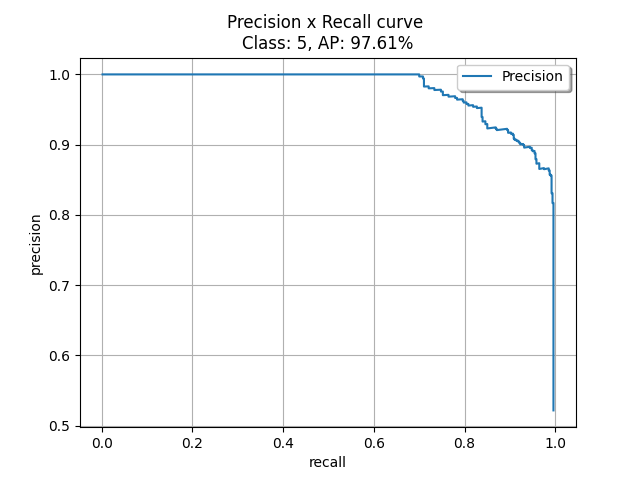 Precision x Recall curve
Class: 5, AP: 97.61%
Precision
1.0
0.9
0.8
0.7
0.6
0.5
precision
0.0 0.2 0.4 0.6 0.8 1.0
recall